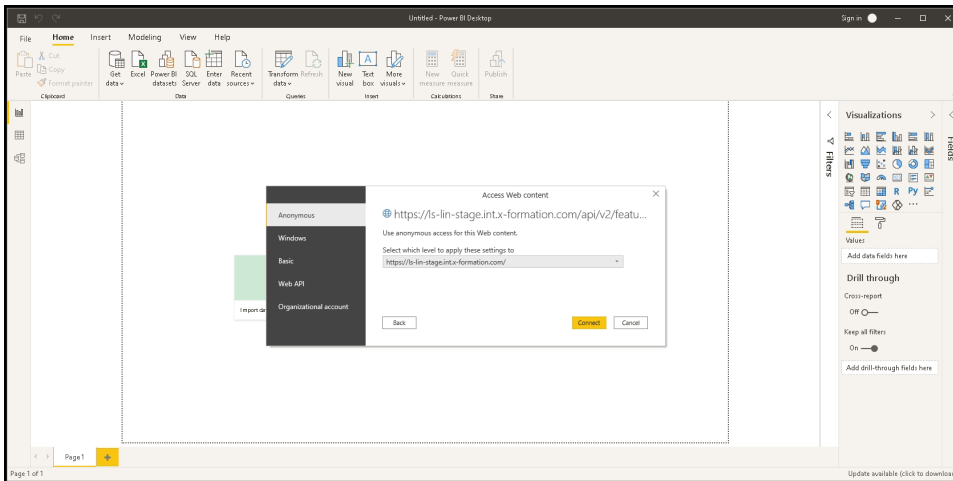 Untitled - Power BI Desktop
Sign in
File Home Insert Modeling View Help
Paste
Cut
Copy
Format painter
Get data
Excel
Power BI datasets
SQL Server
Enter data
Recent sources
Transform data
Refresh
New visual
Text box
More visuals
New measure
Quick measure
Publish
Clipboard
Data
Queries
Insert
Calculations
Share
Access Web content
Anonymous
Windows
Basic
Web API
Organizational account
https://ls-lin-stage.int.x-formation.com/api/v2/featu...
Use anonymous access for this Web content.
Select which level to apply these settings to
https://ls-lin-stage.int.x-formation.com/
Back
Connect
Cancel
Import da
Filters
Visualizations
Fields
R
Py
Values
Add data fields here
Drill through
Cross-report
Off
Keep all filters
On
Add drill-through fields here
Page 1
Page 1 of 1
Update available (click to downloa